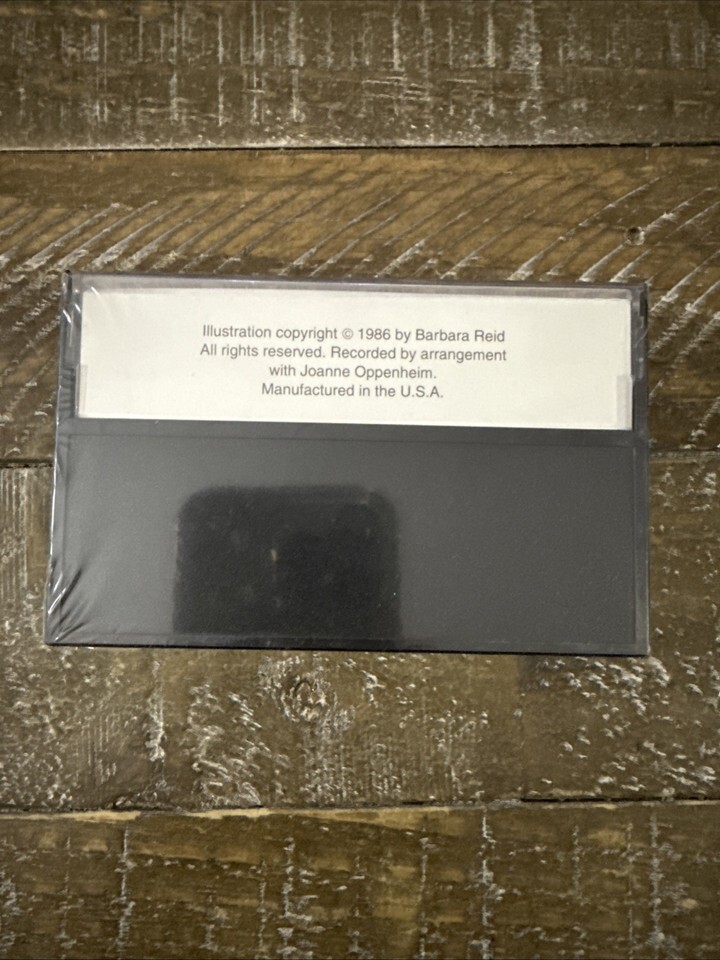 Illustration copyright © 1986 by Barbara Reid
All rights reserved. Recorded by arrangement
with Joanne Oppenheim.
Manufactured in the U.S.A.